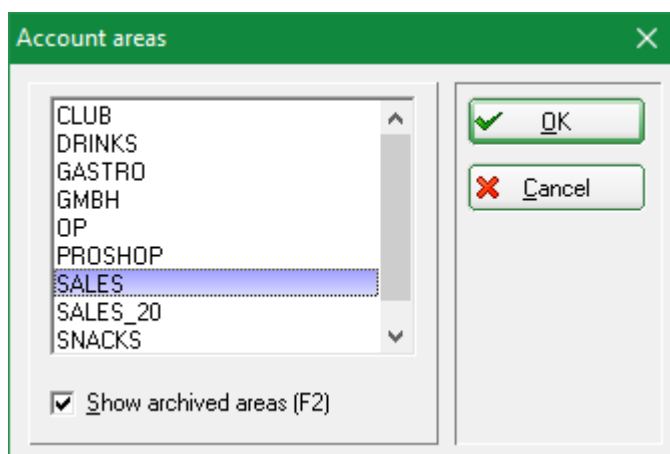 Account areas
CLUB
DRINKS
GASTRO
GMBH
OP
PROSHOP
SALES
SALES_20
SNACKS
Show archived areas (F2)
OK
Cancel